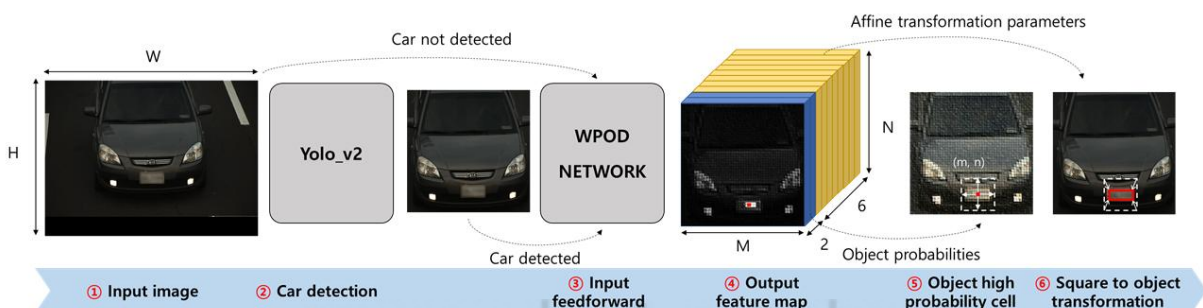 Affine transformation parameters
Car not detected
W
H
Yolo_v2
WPOD
NETWORK
N
(m, n)
6
2
M
Car detected
Object probabilities
① Input image
② Car detection
③ Input
feedforward
④ Output
feature map
⑤ Object high
probability cell
⑥ Square to object
transformation